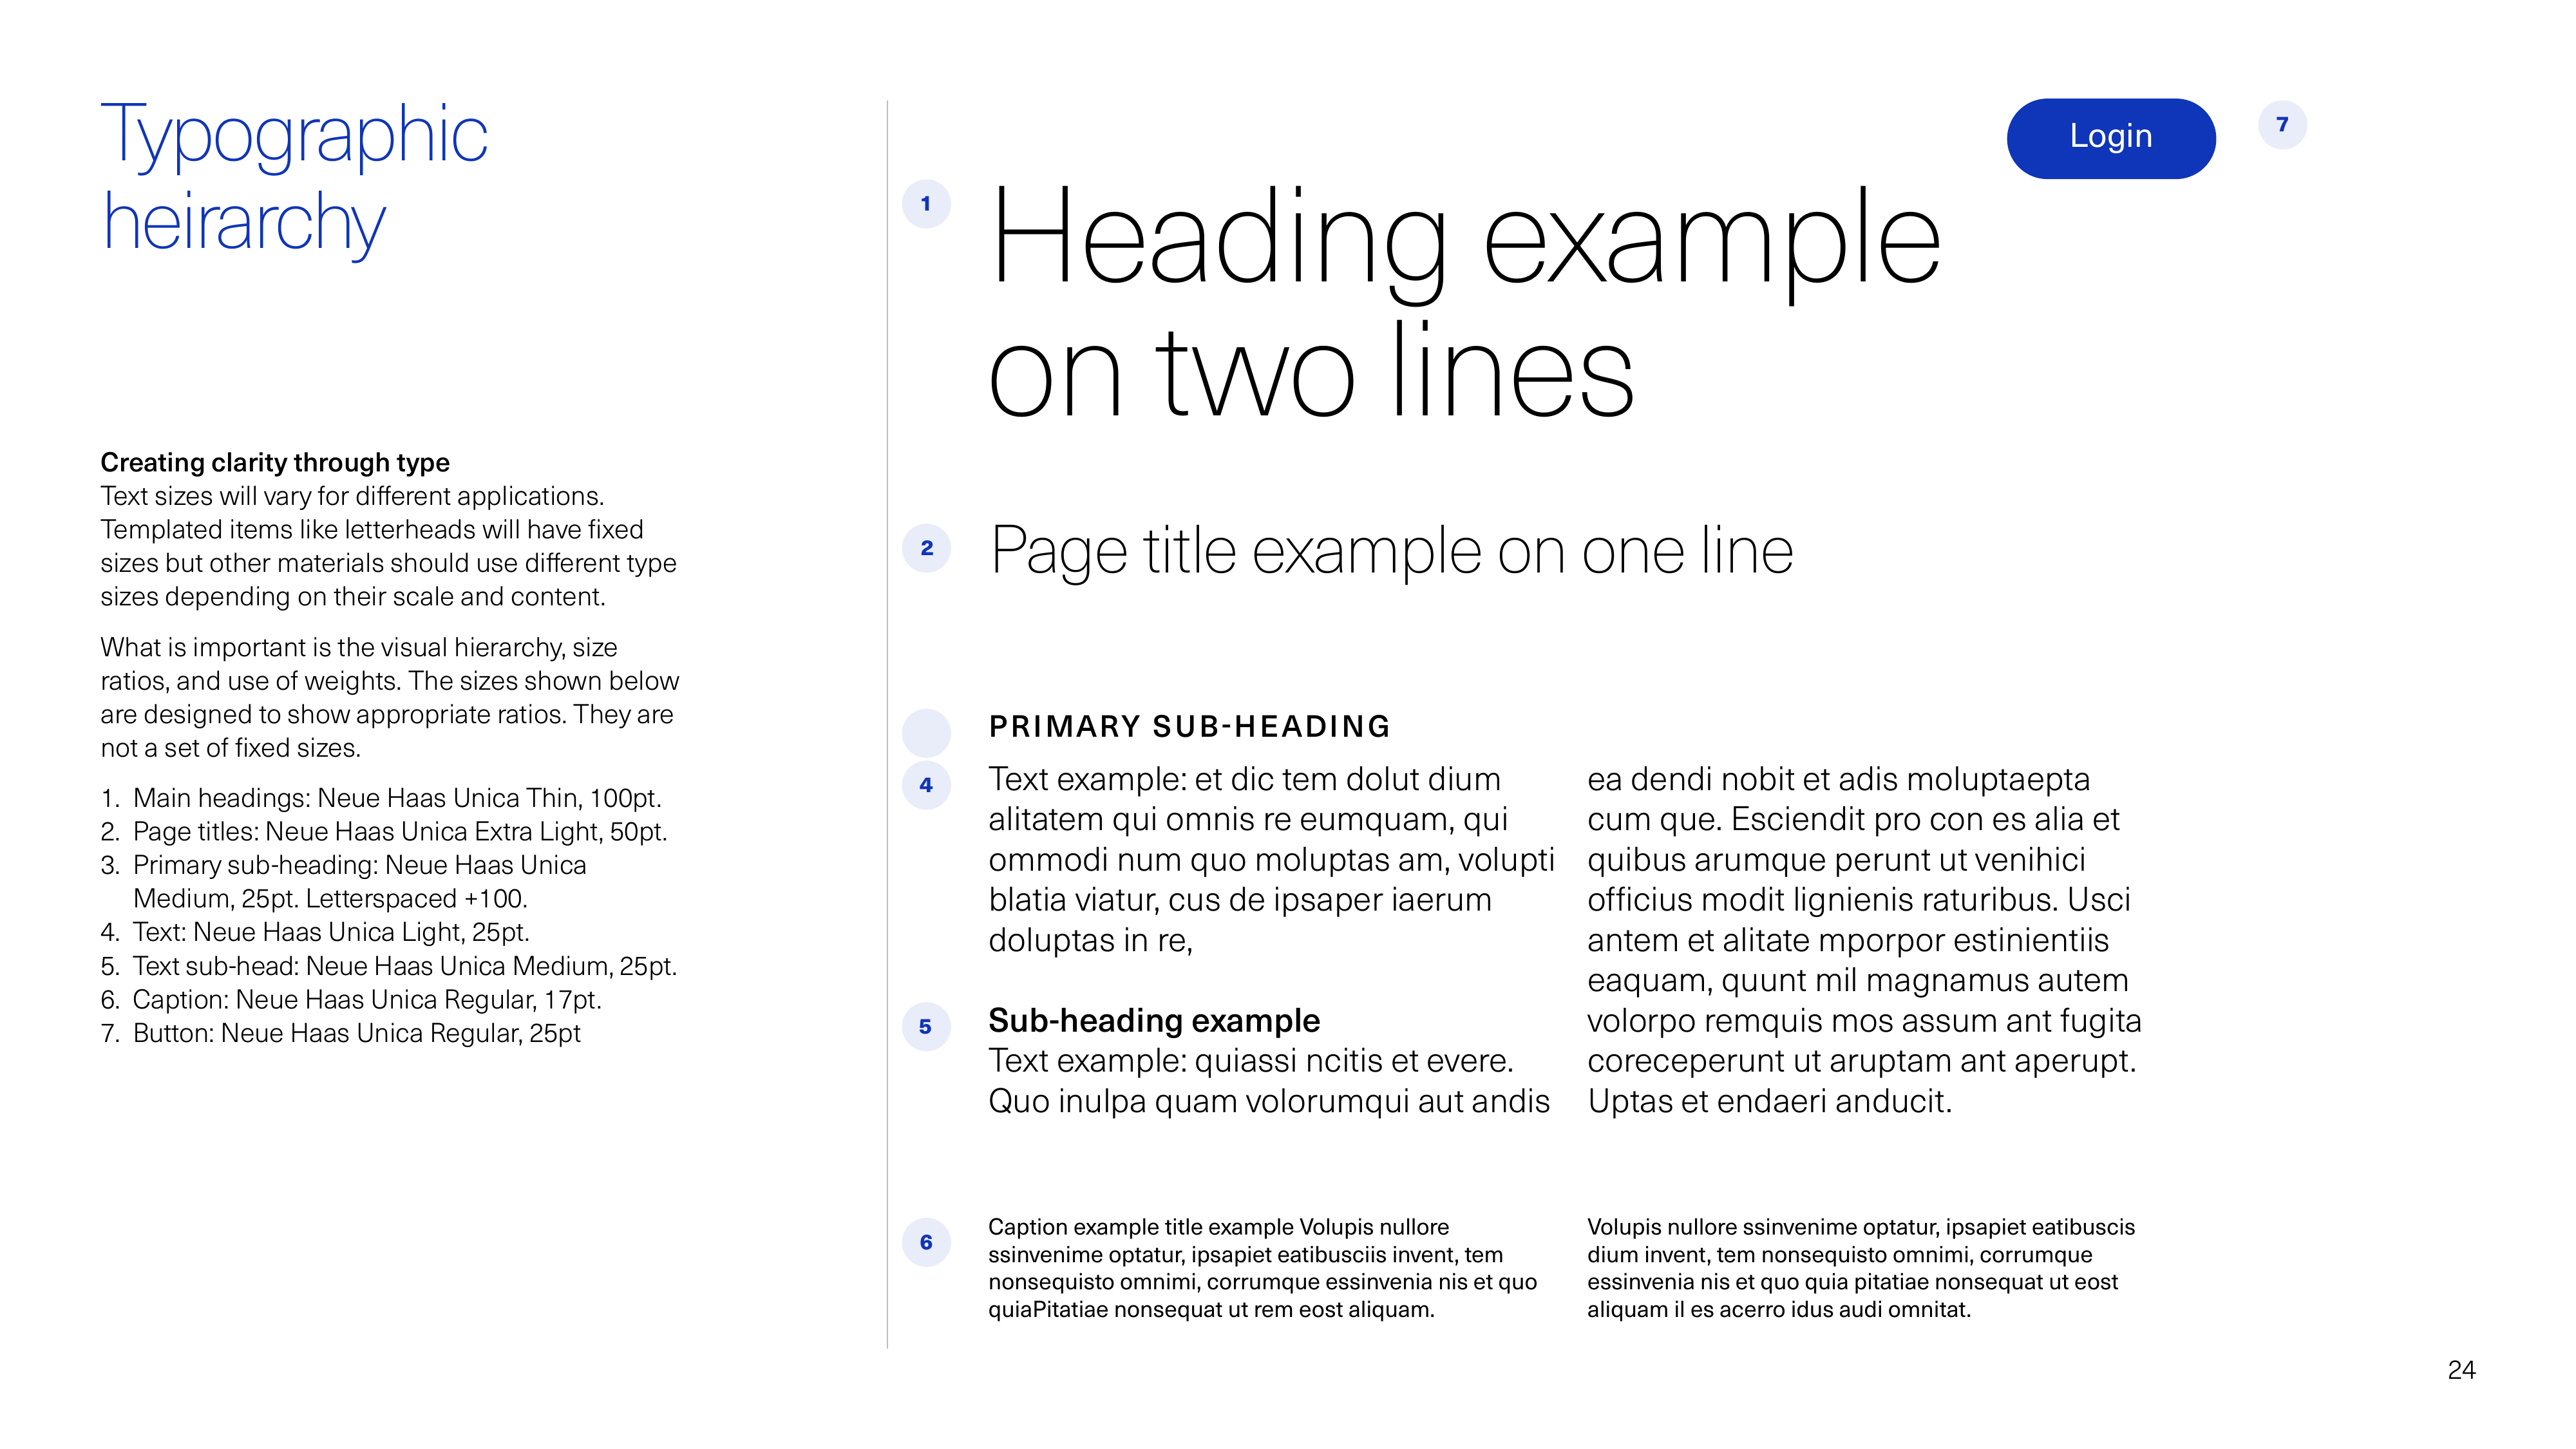 Typographic
heirarchy
Creating clarity through type
Text sizes will vary for different applications.
Templated items like letterheads will have fixed
sizes but other materials should use different type
sizes depending on their scale and content.
What is important is the visual hierarchy, size
ratios, and use of weights. The sizes shown below
are designed to show appropriate ratios. They are
not a set of fixed sizes.
1. Main headings: Neue Haas Unica Thin, 100pt.
2. Page titles: Neue Haas Unica Extra Light, 50pt.
3. Primary sub-heading: Neue Haas Unica
Medium, 25pt. Letterspaced +100.
4. Text: Neue Haas Unica Light, 25pt.
5. Text sub-head: Neue Haas Unica Medium, 25pt.
6. Caption: Neue Haas Unica Regular, 17pt.
7. Button: Neue Haas Unica Regular, 25pt
Login
7
1
Heading example
on two lines
2
Page title example on one line
PRIMARY SUB-HEADING
4
Text example: et dic tem dolut dium
alitatem qui omnis re eumquam, qui
ommodi num quo moluptas am, volupti
blatia viatur, cus de ipsaper iaerum
doluptas in re,
5
Sub-heading example
Text example: quiassi ncitis et evere.
Quo inulpa quam volorumqui aut andis
ea dendi nobit et adis moluptaepta
cum que. Esciendit pro con es alia et
quibus arumque perunt ut venihici
officius modit lignienis raturibus. Usci
antem et alitate mporpor estinientiis
eaquam, quunt mil magnamus autem
volorpo remquis mos assum ant fugita
coreceperunt ut aruptam ant aperupt.
Uptas et endaeri anducit.
6
Caption example title example Volupis nullore
ssinvenime optatur, ipsapiet eatibusciis invent, tem
nonsequisto omnimi, corrumque essinvenia nis et quo
quiaPitatiae nonsequat ut rem eost aliquam.
Volupis nullore ssinvenime optatur, ipsapiet eatibuscis
dium invent, tem nonsequisto omnimi, corrumque
essinvenia nis et quo quia pitatiae nonsequat ut eost
aliquam il es acerro idus audi omnitat.
24